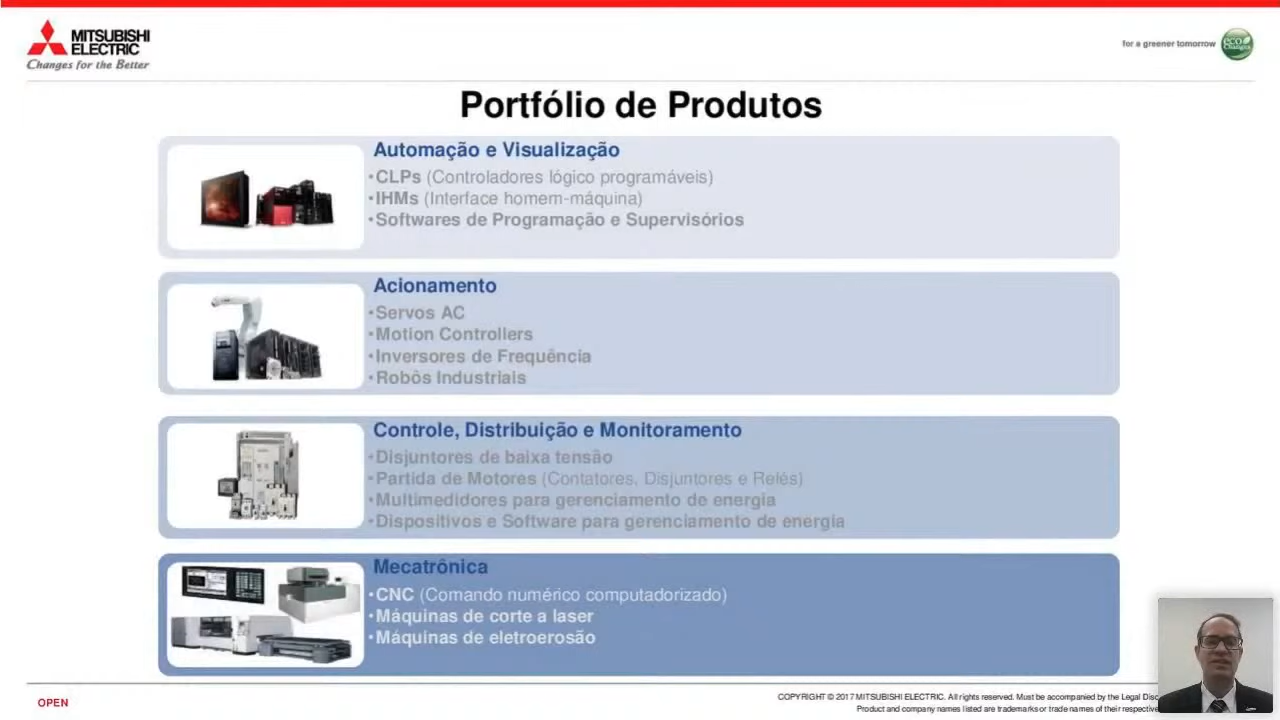 MITSUBISHI
ELECTRIC
Changes for the Better
for a greener tomorrow
eco
Changes
Portfólio de Produtos
Automação e Visualização
•CLPs (Controladores lógico programáveis)
•IHMs (Interface homem-máquina)
•Softwares de Programação e Supervisórios
Acionamento
•Servos AC
•Motion Controllers
•Inversores de Frequência
•Robôs Industriais
Controle, Distribuição e Monitoramento
•Disjuntores de baixa tensão
•Partida de Motores (Contatores, Disjuntores e Relés)
•Multimedidores para gerenciamento de energia
•Dispositivos e Software para gerenciamento de energia
Mecatrônica
•CNC (Comando numérico computadorizado)
•Máquinas de corte a laser
•Máquinas de eletroerosão
OPEN
COPYRIGHT © 2017 MITSUBISHI ELECTRIC. All rights reserved. Must be accompanied by the Legal
Product and company names listed are trademarks or trade names of their respective